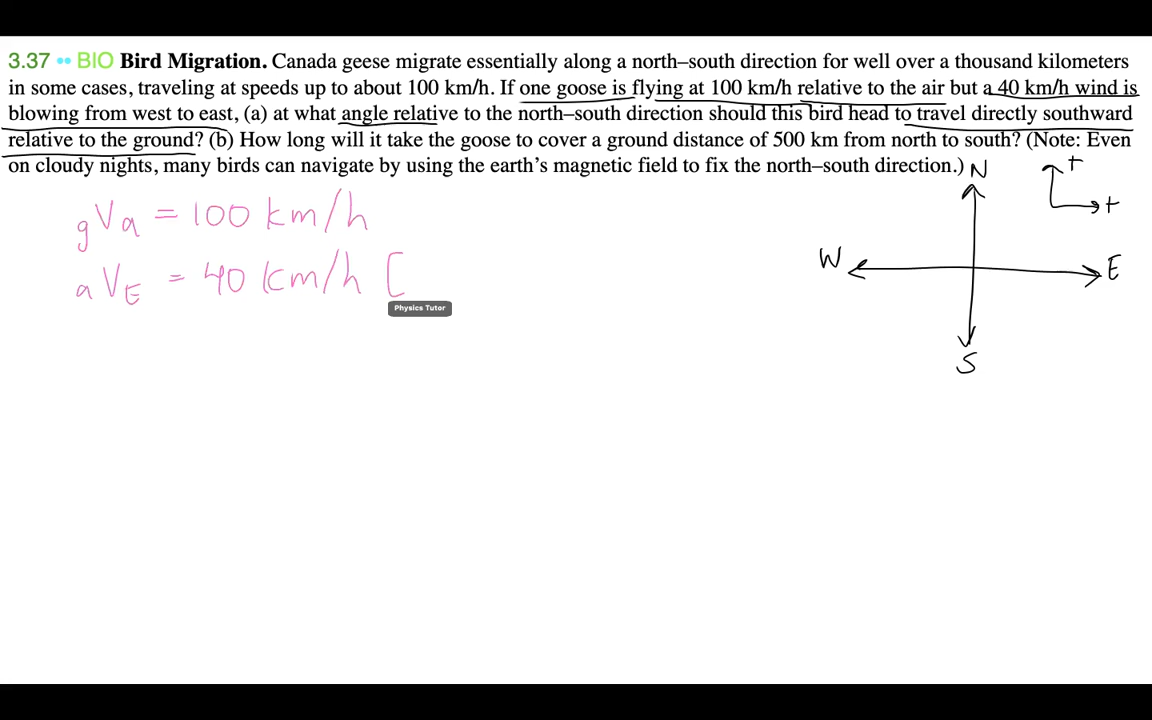 3.37 •• BIO Bird Migration. Canada geese migrate essentially along a north–south direction for well over a thousand kilometers
in some cases, traveling at speeds up to about 100 km/h. If one goose is flying at 100 km/h relative to the air but a 40 km/h wind is
blowing from west to east, (a) at what angle relative to the north–south direction should this bird head to travel directly southward
relative to the ground? (b) How long will it take the goose to cover a ground distance of 500 km from north to south? (Note: Even
on cloudy nights, many birds can navigate by using the earth's magnetic field to fix the north–south direction.)
N
+
+
W
E
S
gVa = 100 km/h
aVE = 40 km/h [
Physics Tutor